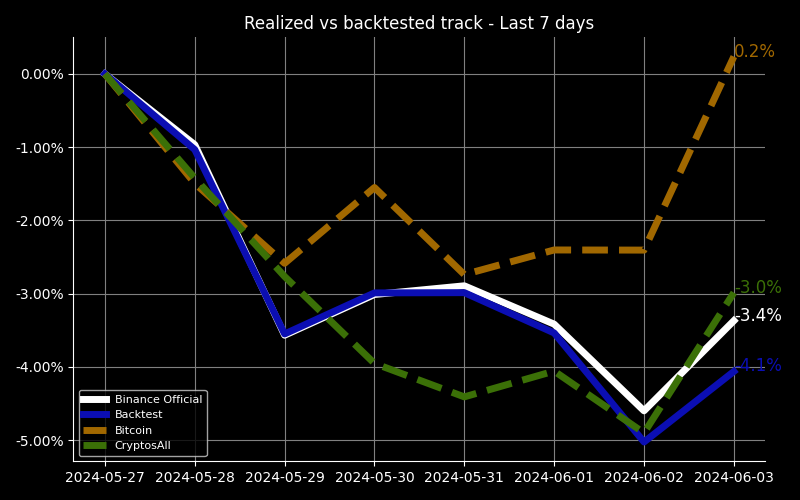 Realized vs backtested track - Last 7 days
0.2%
0.00%
-1.00%
-2.00%
-3.00%
-3.0%
-3.4%
-4.00%
-4.1%
Binance Official
Backtest
Bitcoin
CryptosAll
-5.00%
2024-05-27 2024-05-28 2024-05-29 2024-05-30 2024-05-31 2024-06-01 2024-06-02 2024-06-03